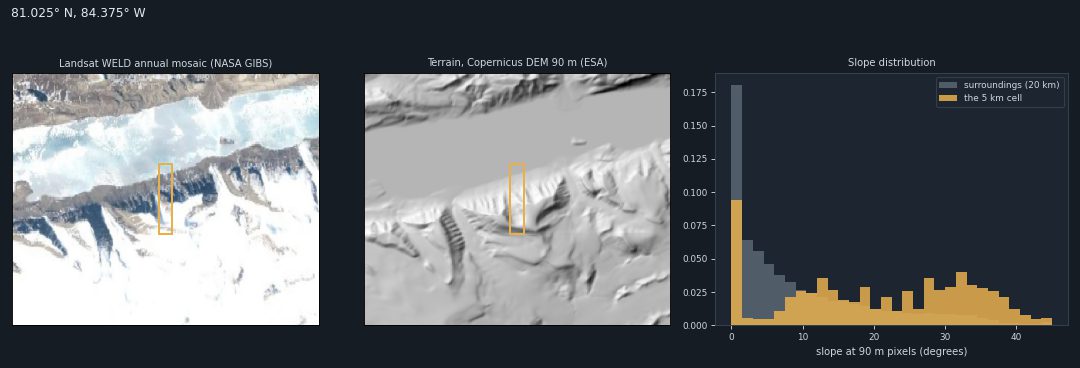 81.025° N, 84.375° W
Landsat WELD annual mosaic (NASA GIBS)
Terrain, Copernicus DEM 90 m (ESA)
Slope distribution
surroundings (20 km)
the 5 km cell
0.175
0.150
0.125
0.100
0.075
0.050
0.025
0.000
0 10 20 30 40
slope at 90 m pixels (degrees)